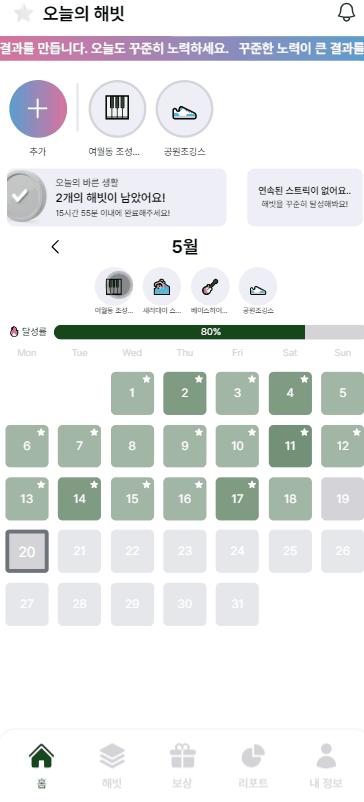 오늘의 해빗
결과를 만듭니다. 오늘도 꾸준히 노력하세요. 꾸준한 노력이 큰 결과를
추가
여월동 조성...
공원조깅스
오늘의 바른 생활
2개의 해빗이 남았어요!
15시간 55분 이내에 완료해주세요!
연속된 스트릭이 없어요..
해빗을 꾸준히 달성해봐요!
5월
여월동 조성...
새리데이 스...
베이스하이...
공원조깅스
달성률
80%
Mon Tue Wed Thu Fri Sat Sun
1 2 3 4 5
6 7 8 9 10 11 12
13 14 15 16 17 18 19
20 21 22 23 24 25 26
27 28 29 30 31
홈 해빗 보상 리포트 내 정보